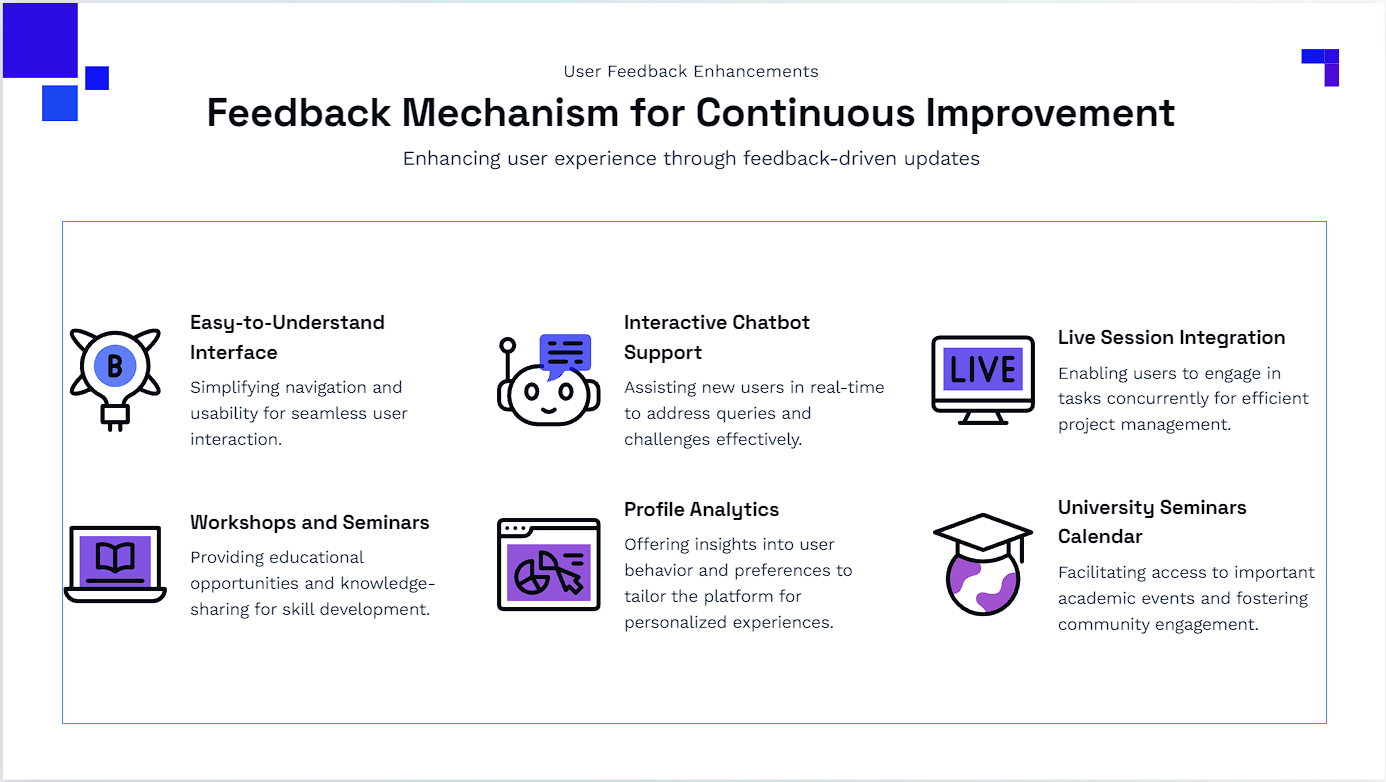 User Feedback Enhancements
Feedback Mechanism for Continuous Improvement
Enhancing user experience through feedback-driven updates
B
Easy-to-Understand
Interface
Simplifying navigation and
usability for seamless user
interaction.
Interactive Chatbot
Support
Assisting new users in real-time
to address queries and
challenges effectively.
LIVE
Live Session Integration
Enabling users to engage in
tasks concurrently for efficient
project management.
Workshops and Seminars
Providing educational
opportunities and knowledge-
sharing for skill development.
Profile Analytics
Offering insights into user
behavior and preferences to
tailor the platform for
personalized experiences.
University Seminars
Calendar
Facilitating access to important
academic events and fostering
community engagement.